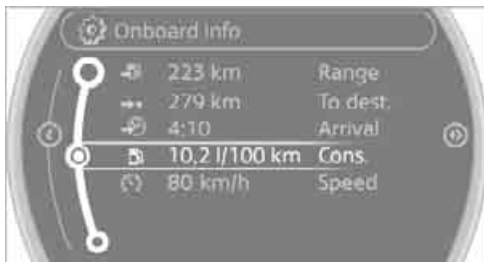 Onboard info
223 km Range
279 km To dest.
4:10 Arrival
10,2 l/100 km Cons.
80 km/h Speed